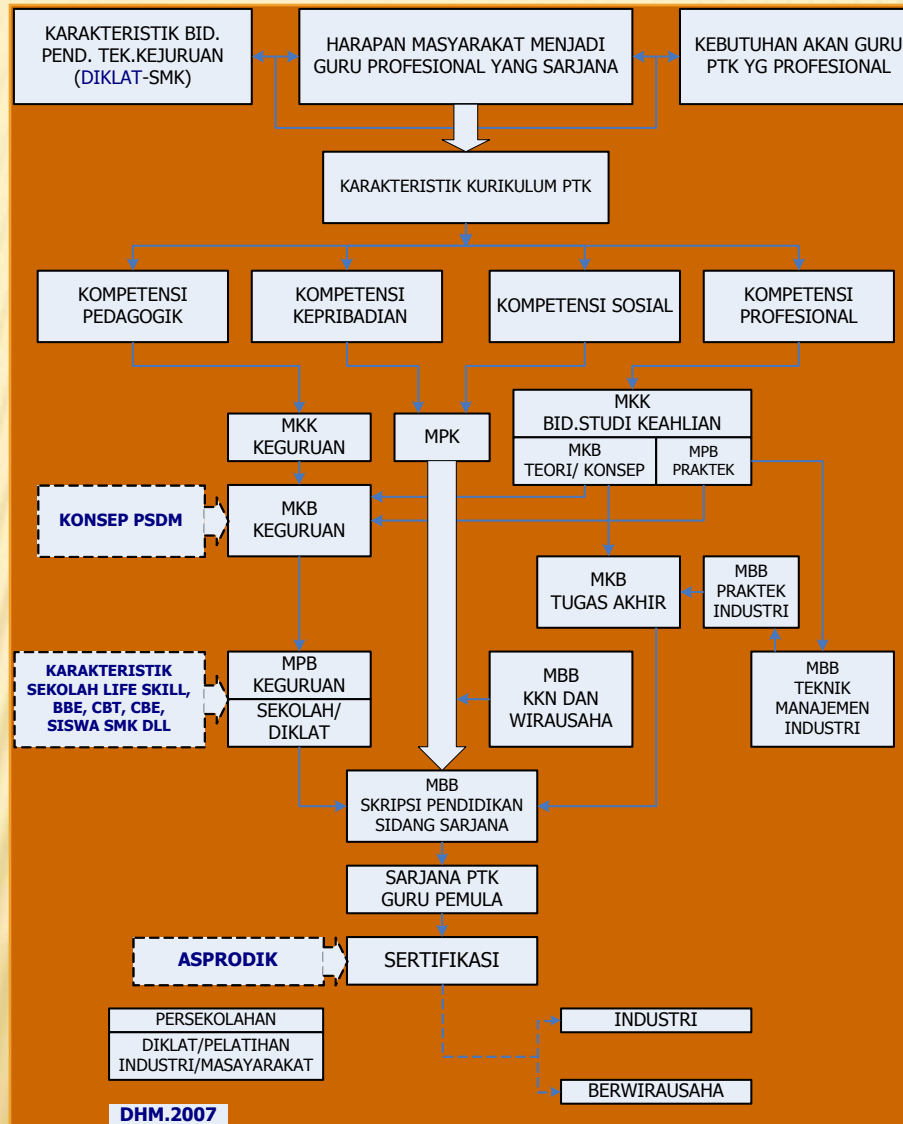 KARAKTERISTIK BID.
PEND. TEK.KEJURUAN
(DIKLAT-SMK)
HARAPAN MASYARAKAT MENJADI
GURU PROFESIONAL YANG SARJANA
KEBUTUHAN AKAN GURU
PTK YG PROFESIONAL
KARAKTERISTIK KURIKULUM PTK
KOMPETENSI
PEDAGOGIK
KOMPETENSI
KEPRIBADIAN
KOMPETENSI SOSIAL
KOMPETENSI
PROFESIONAL
MKK
KEGURUAN
MPK
MKK
BID.STUDI KEAHLIAN
MKB
TEORI/ KONSEP
MPB
PRAKTEK
KONSEP PSDM
MKB
KEGURUAN
MKB
TUGAS AKHIR
MBB
PRAKTEK
INDUSTRI
KARAKTERISTIK
SEKOLAH LIFE SKILL,
BBE, CBT, CBE,
SISWA SMK DLL
MPB
KEGURUAN
SEKOLAH/
DIKLAT
MBB
KKN DAN
WIRAUSAHA
MBB
TEKNIK
MANAJEMEN
INDUSTRI
MBB
SKRIPSI PENDIDIKAN
SIDANG SARJANA
SARJANA PTK
GURU PEMULA
ASPRODIK
SERTIFIKASI
PERSEKOLAHAN
DIKLAT/PELATIHAN
INDUSTRI/MASAYARAKAT
INDUSTRI
BERWIRAUSAHA
DHM.2007